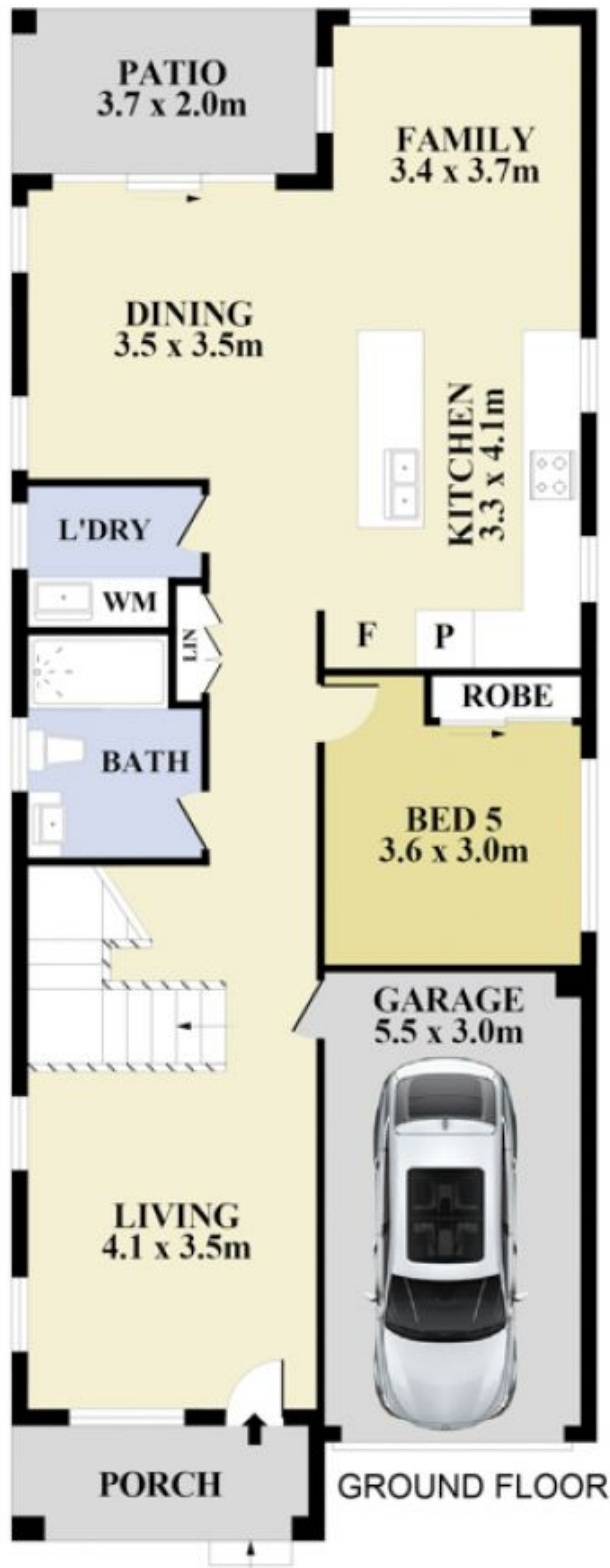 PATIO
3.7 x 2.0m
FAMILY
3.4 x 3.7m
DINING
3.5 x 3.5m
KITCHEN
3.3 x 4.1m
L'DRY
WM
LIN
F
P
ROBE
BATH
BED 5
3.6 x 3.0m
GARAGE
5.5 x 3.0m
LIVING
4.1 x 3.5m
PORCH
GROUND FLOOR